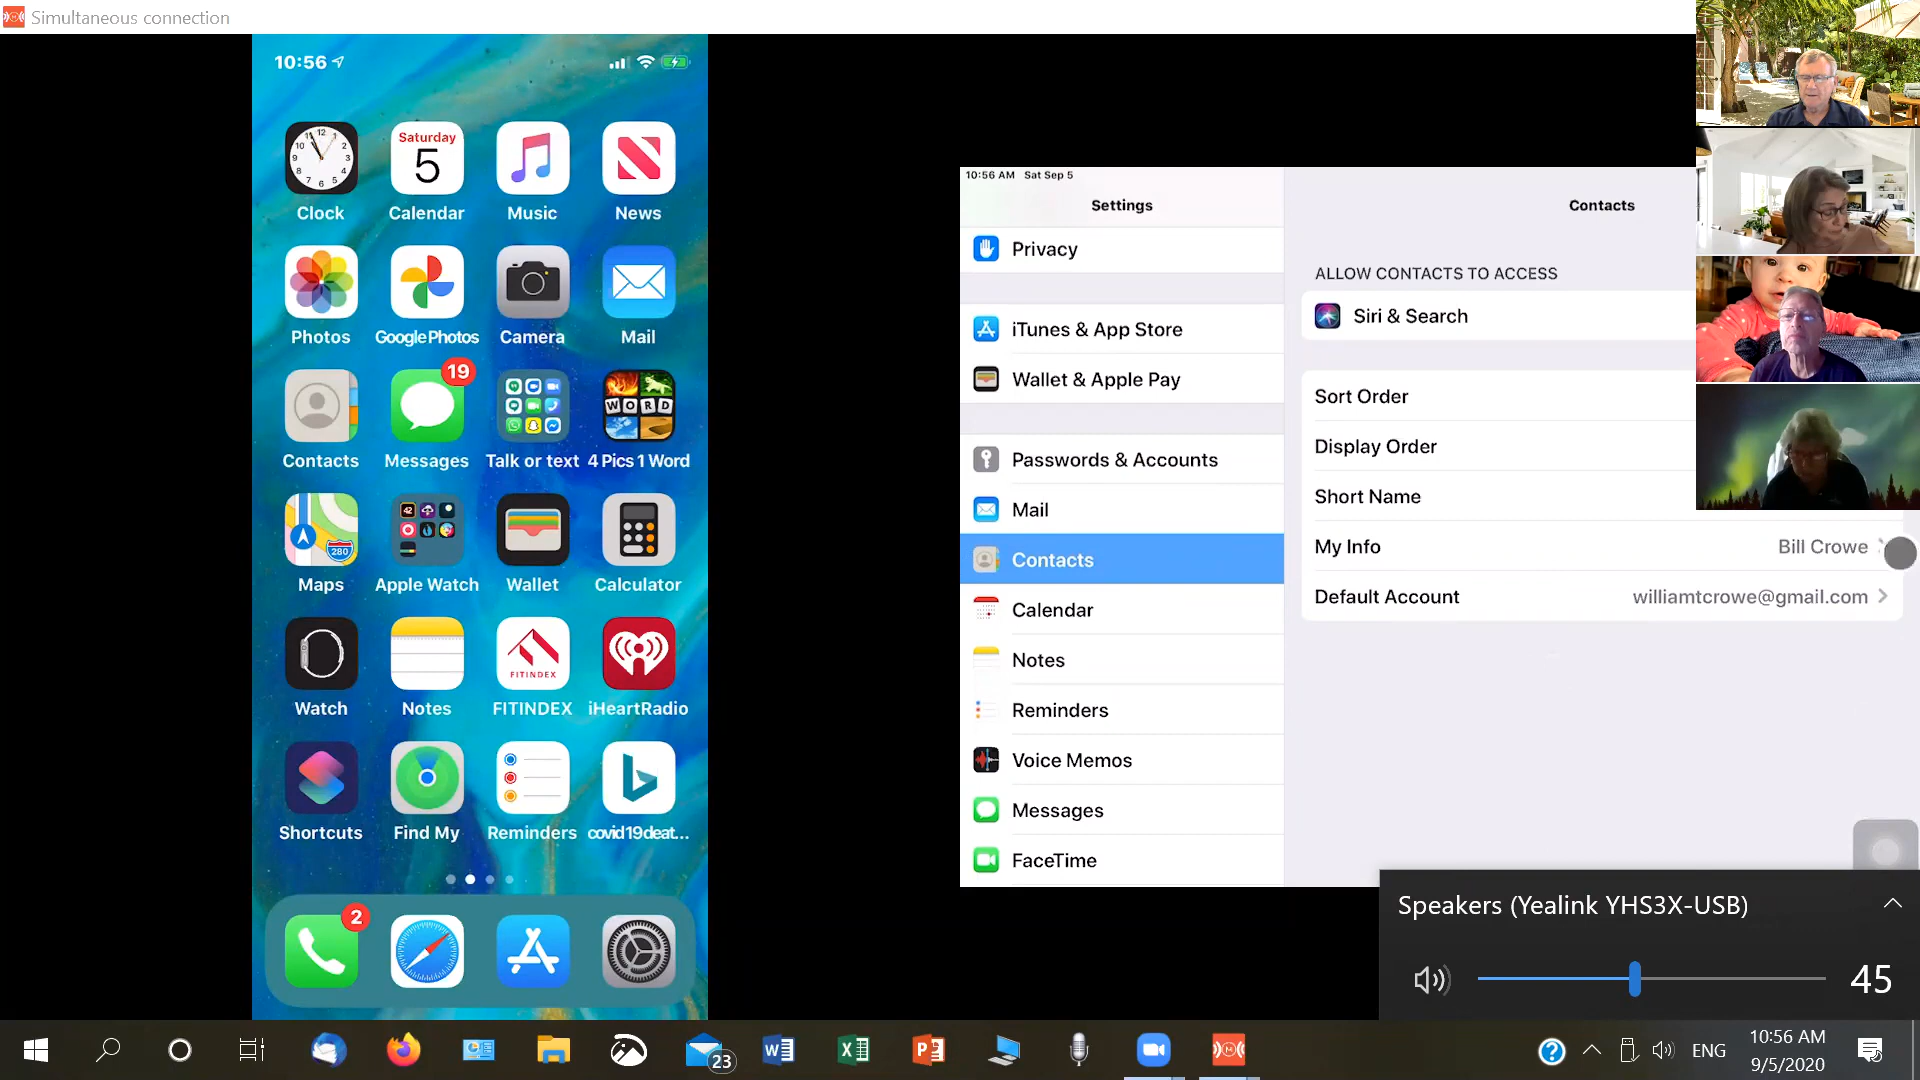 Simultaneous connection
10:56
Clock
Saturday
5
Calendar
Music
News
Photos
Google Photos
Camera
Mail
19
Contacts
Messages
Talk or text
WORD
4 Pics 1 Word
280
Maps
42
Apple Watch
Wallet
Calculator
Watch
Notes
FITINDEX
FITINDEX
iHeartRadio
Shortcuts
Find My
Reminders
covid19deat...
2
10:56 AM Sat Sep 5
Settings
Privacy
iTunes & App Store
Wallet & Apple Pay
Passwords & Accounts
Mail
Contacts
Calendar
Notes
Reminders
Voice Memos
Messages
FaceTime
Contacts
ALLOW CONTACTS TO ACCESS
Siri & Search
Sort Order
Display Order
Short Name
My Info Bill Crowe
Default Account williamtcrowe@gmail.com
Speakers (Yealink YHS3X-USB)
45
23
ENG
10:56 AM
9/5/2020